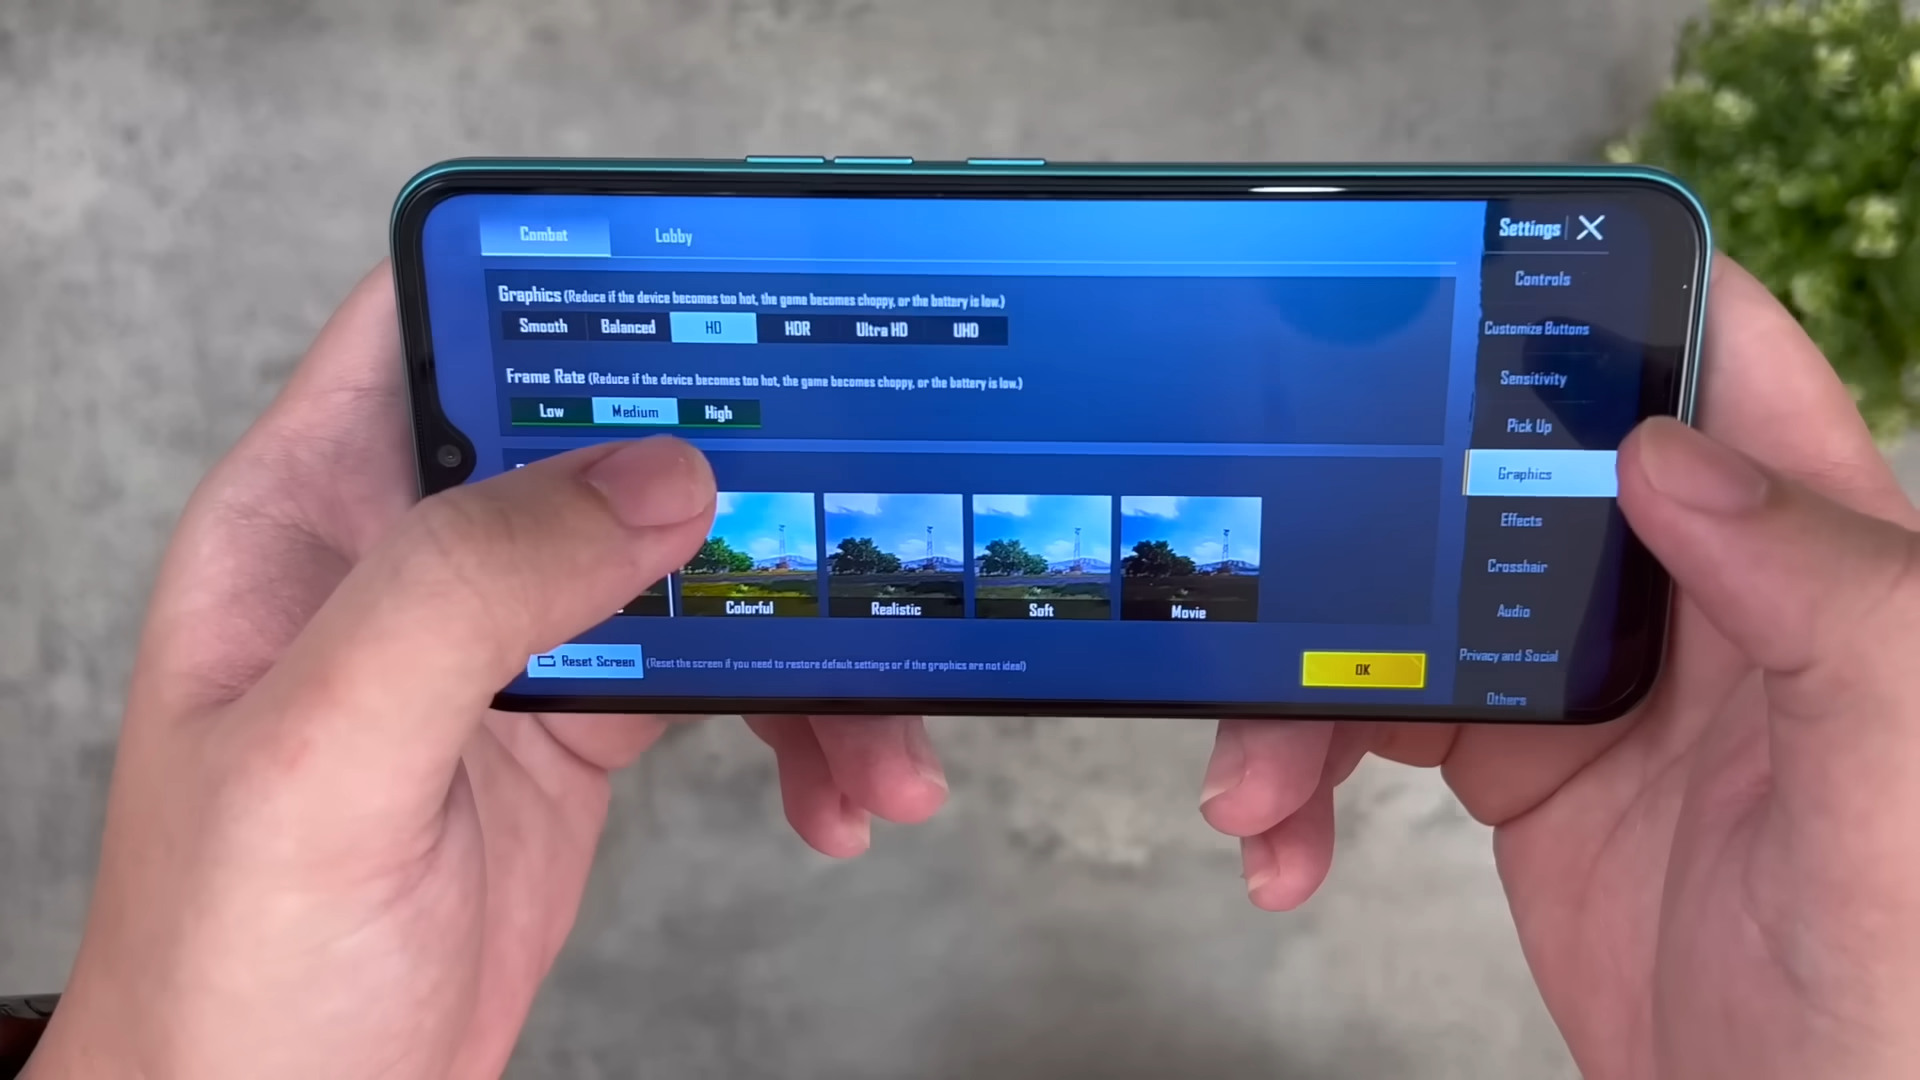 Combat Lobby
Settings
Graphics (Reduce if the device becomes too hot, the game becomes choppy, or the battery is low.)
Smooth Balanced HD HDR Ultra HD UHD
Frame Rate (Reduce if the device becomes too hot, the game becomes choppy, or the battery is low.)
Low Medium High
Colorful Realistic Soft Movie
Reset Screen (Reset the screen if you need to restore default settings or if the graphics are not ideal)
OK
Controls
Customize Buttons
Sensitivity
Pick Up
Graphics
Effects
Crosshair
Audio
Privacy and Social
Others